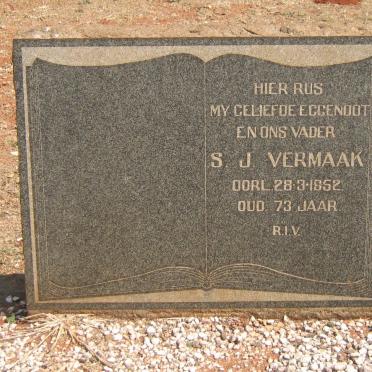 HIER RUS
MY GELIEFDE EGGENOOT
EN ONS VADER
S. J. VERMAAK
OORL. 28-3-1952
OUD 73 JAAR
R.I.V.